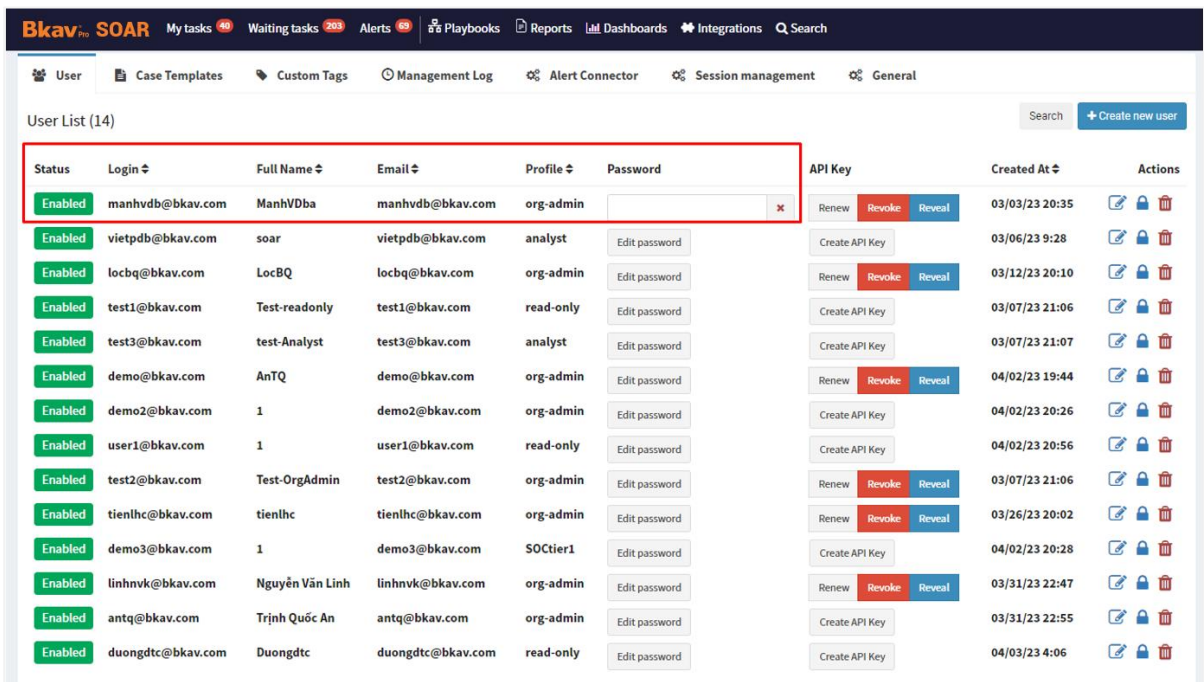 Bkav Pro SOAR My tasks 40 Waiting tasks 203 Alerts 69 Playbooks Reports Dashboards Integrations Search
User Case Templates Custom Tags Management Log Alert Connector Session management General
User List (14) Search Create new user
Status Login Full Name Email Profile Password API Key Created At Actions
Enabled manhvdb@bkav.com ManhVDba manhvdb@bkav.com org-admin Renew Revoke Reveal 03/03/23 20:35
Enabled vietpdb@bkav.com soar vietpdb@bkav.com analyst Edit password Create API Key 03/06/23 9:28
Enabled locbq@bkav.com LocBQ locbq@bkav.com org-admin Edit password Renew Revoke Reveal 03/12/23 20:10
Enabled test1@bkav.com Test-readonly test1@bkav.com read-only Edit password Create API Key 03/07/23 21:06
Enabled test3@bkav.com test-Analyst test3@bkav.com analyst Edit password Create API Key 03/07/23 21:07
Enabled demo@bkav.com AnTQ demo@bkav.com org-admin Edit password Renew Revoke Reveal 04/02/23 19:44
Enabled demo2@bkav.com 1 demo2@bkav.com org-admin Edit password Create API Key 04/02/23 20:26
Enabled user1@bkav.com 1 user1@bkav.com read-only Edit password Create API Key 04/02/23 20:56
Enabled test2@bkav.com Test-OrgAdmin test2@bkav.com org-admin Edit password Renew Revoke Reveal 03/07/23 21:06
Enabled tienlhc@bkav.com tienlhc tienlhc@bkav.com org-admin Edit password Renew Revoke Reveal 03/26/23 20:02
Enabled demo3@bkav.com 1 demo3@bkav.com SOCtier1 Edit password Create API Key 04/02/23 20:28
Enabled linhnvk@bkav.com Nguyễn Văn Linh linhnvk@bkav.com org-admin Edit password Renew Revoke Reveal 03/31/23 22:47
Enabled antq@bkav.com Trịnh Quốc An antq@bkav.com org-admin Edit password Create API Key 03/31/23 22:55
Enabled duongdtc@bkav.com Duongdtc duongdtc@bkav.com read-only Edit password Create API Key 04/03/23 4:06